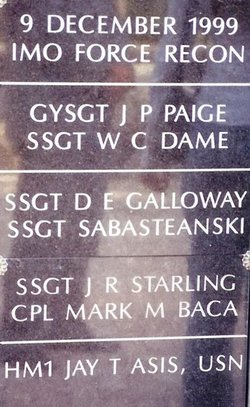 9 DECEMBER 1999
IMO FORCE RECON
GYSGT J P PAIGE
SSGT W C DAME
SSGT D E GALLOWAY
SSGT SABASTEANSKI
SSGT J R STARLING
CPL MARK M BACA
HM1 JAY T ASIS, USN